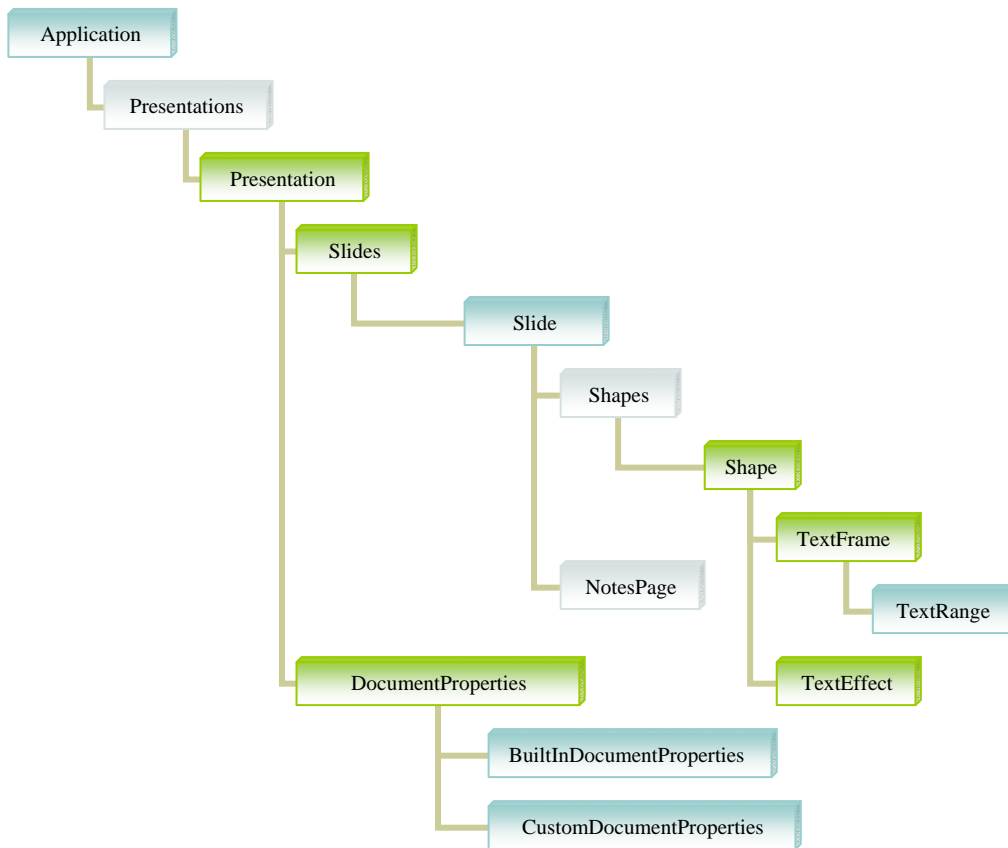 Application
Presentations
Presentation
Slides
Slide
Shapes
Shape
TextFrame
NotesPage
TextRange
DocumentProperties
TextEffect
BuiltInDocumentProperties
CustomDocumentProperties